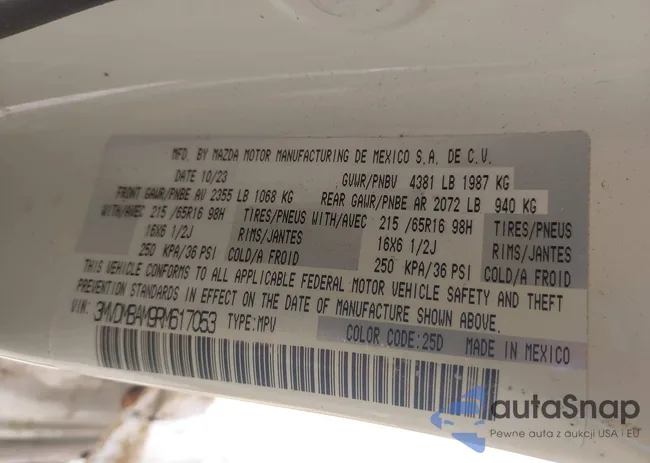 MFD. BY MAZDA MOTOR MANUFACTURING DE MEXICO S.A. DE C.V.
DATE 10/23 GVWR/PNBV 4381 LB 1987 KG
FRONT GAWR/PNBE AV 2355 LB 1068 KG REAR GAWR/PNBE AR 2072 LB 940 KG
WITH/AVEC 215/65R16 98H TIRES/PNEUS WITH/AVEC 215/65R16 98H TIRES/PNEUS
16X6 1/2J RIMS/JANTES 16X6 1/2J RIMS/JANTES
250 KPA/36 PSI COLD/A FROID 250 KPA/36 PSI COLD/A FROID
THIS VEHICLE CONFORMS TO ALL APPLICABLE FEDERAL MOTOR VEHICLE SAFETY AND THEFT
PREVENTION STANDARDS IN EFFECT ON THE DATE OF MANUFACTURE SHOWN ABOVE.
VIN: 3MVDMBAM9RM617053 TYPE:MPV COLOR CODE:25D MADE IN MEXICO
autaSnap
Pewne auta z aukcji USA i EU